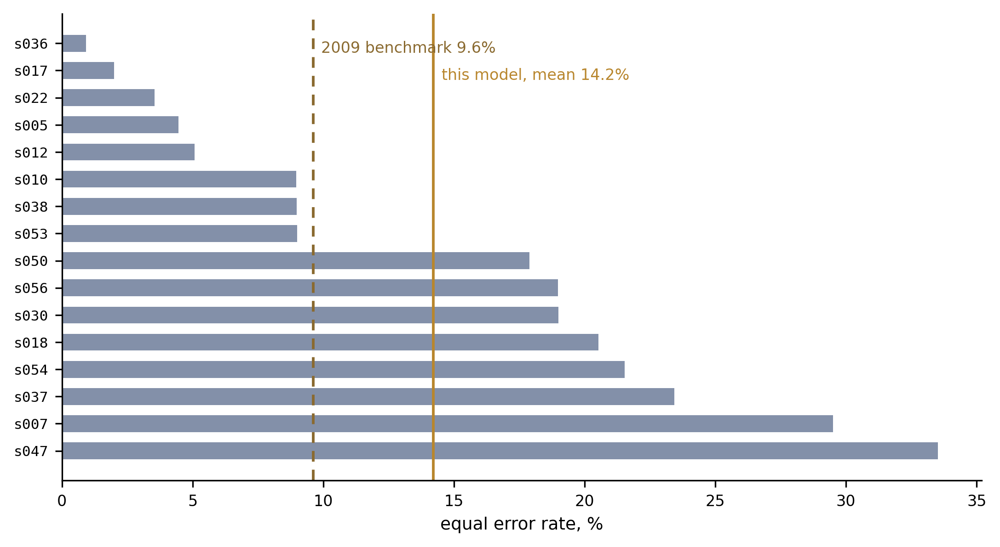 s036
2009 benchmark 9.6%
s017
this model, mean 14.2%
s022
s005
s012
s010
s038
s053
s050
s056
s030
s018
s054
s037
s007
s047
0 5 10 15 20 25 30 35
equal error rate, %